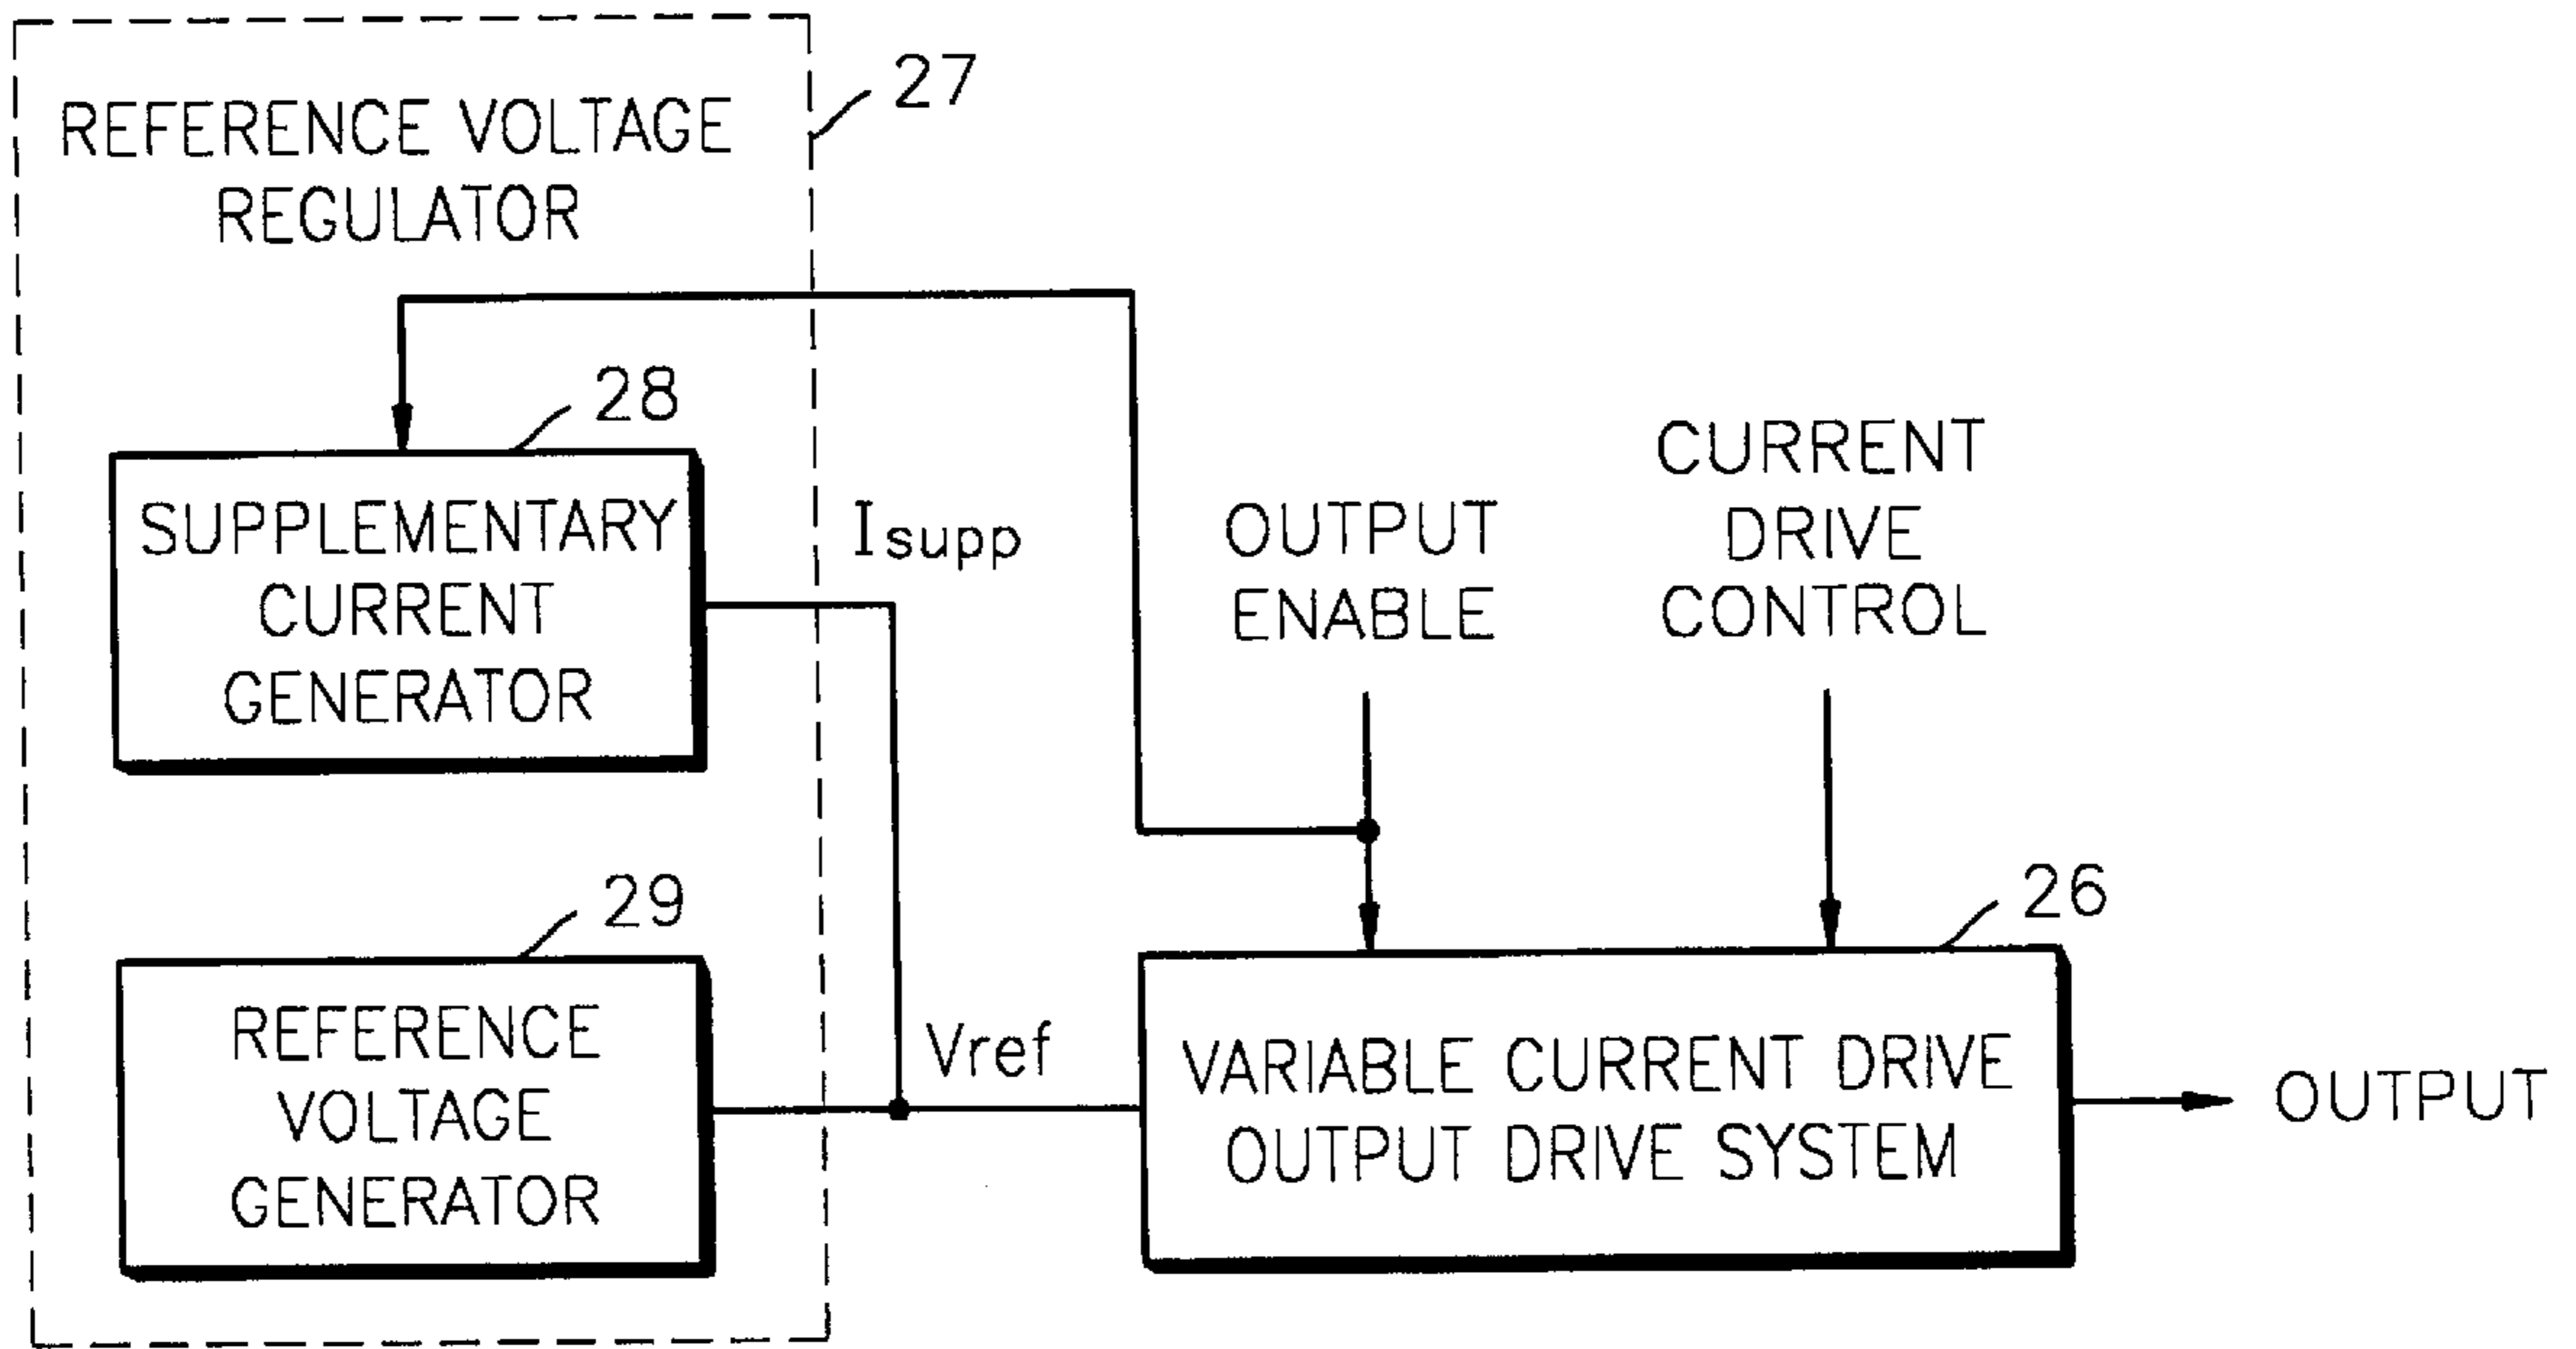 REFERENCE VOLTAGE
REGULATOR
27
28
SUPPLEMENTARY
CURRENT
GENERATOR
Isupp
OUTPUT
ENABLE
CURRENT
DRIVE
CONTROL
29
REFERENCE
VOLTAGE
GENERATOR
Vref
26
VARIABLE CURRENT DRIVE
OUTPUT DRIVE SYSTEM
OUTPUT